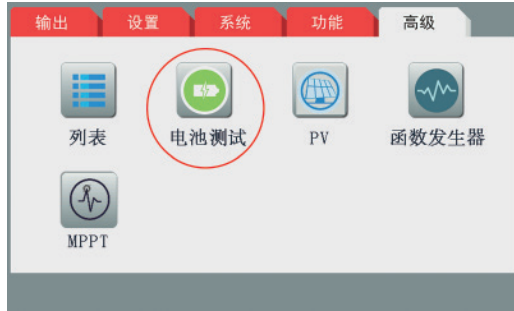 输出 设置 系统 功能 高级
列表 电池测试 PV 函数发生器
MPPT